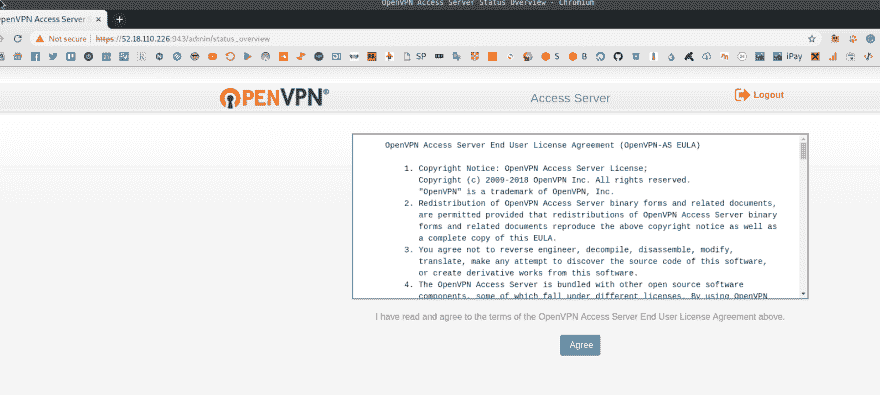 OpenVPN Access Server Status Overview - Chromium
penVPN Access Server
Not secure https://52.18.110.226:943/admin/status_overview
SP S B iPay
OPENVPN® Access Server Logout
OpenVPN Access Server End User License Agreement (OpenVPN-AS EULA)
1. Copyright Notice: OpenVPN Access Server License;
Copyright (c) 2009-2018 OpenVPN Inc. All rights reserved.
"OpenVPN" is a trademark of OpenVPN, Inc.
2. Redistribution of OpenVPN Access Server binary forms and related documents,
are permitted provided that redistributions of OpenVPN Access Server binary
forms and related documents reproduce the above copyright notice as well as
a complete copy of this EULA.
3. You agree not to reverse engineer, decompile, disassemble, modify,
translate, make any attempt to discover the source code of this software,
or create derivative works from this software.
4. The OpenVPN Access Server is bundled with other open source software
components, some of which fall under different licenses. By using OpenVPN
I have read and agree to the terms of the OpenVPN Access Server End User License Agreement above.
Agree